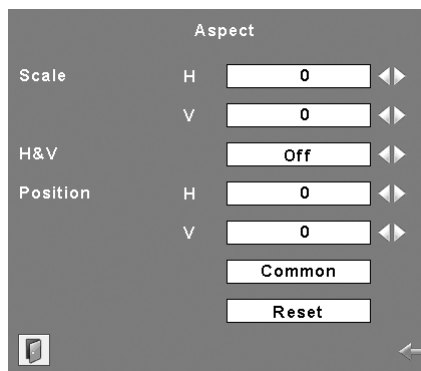 Aspect
Scale H 0
V 0
H&V Off
Position H 0
V 0
Common
Reset